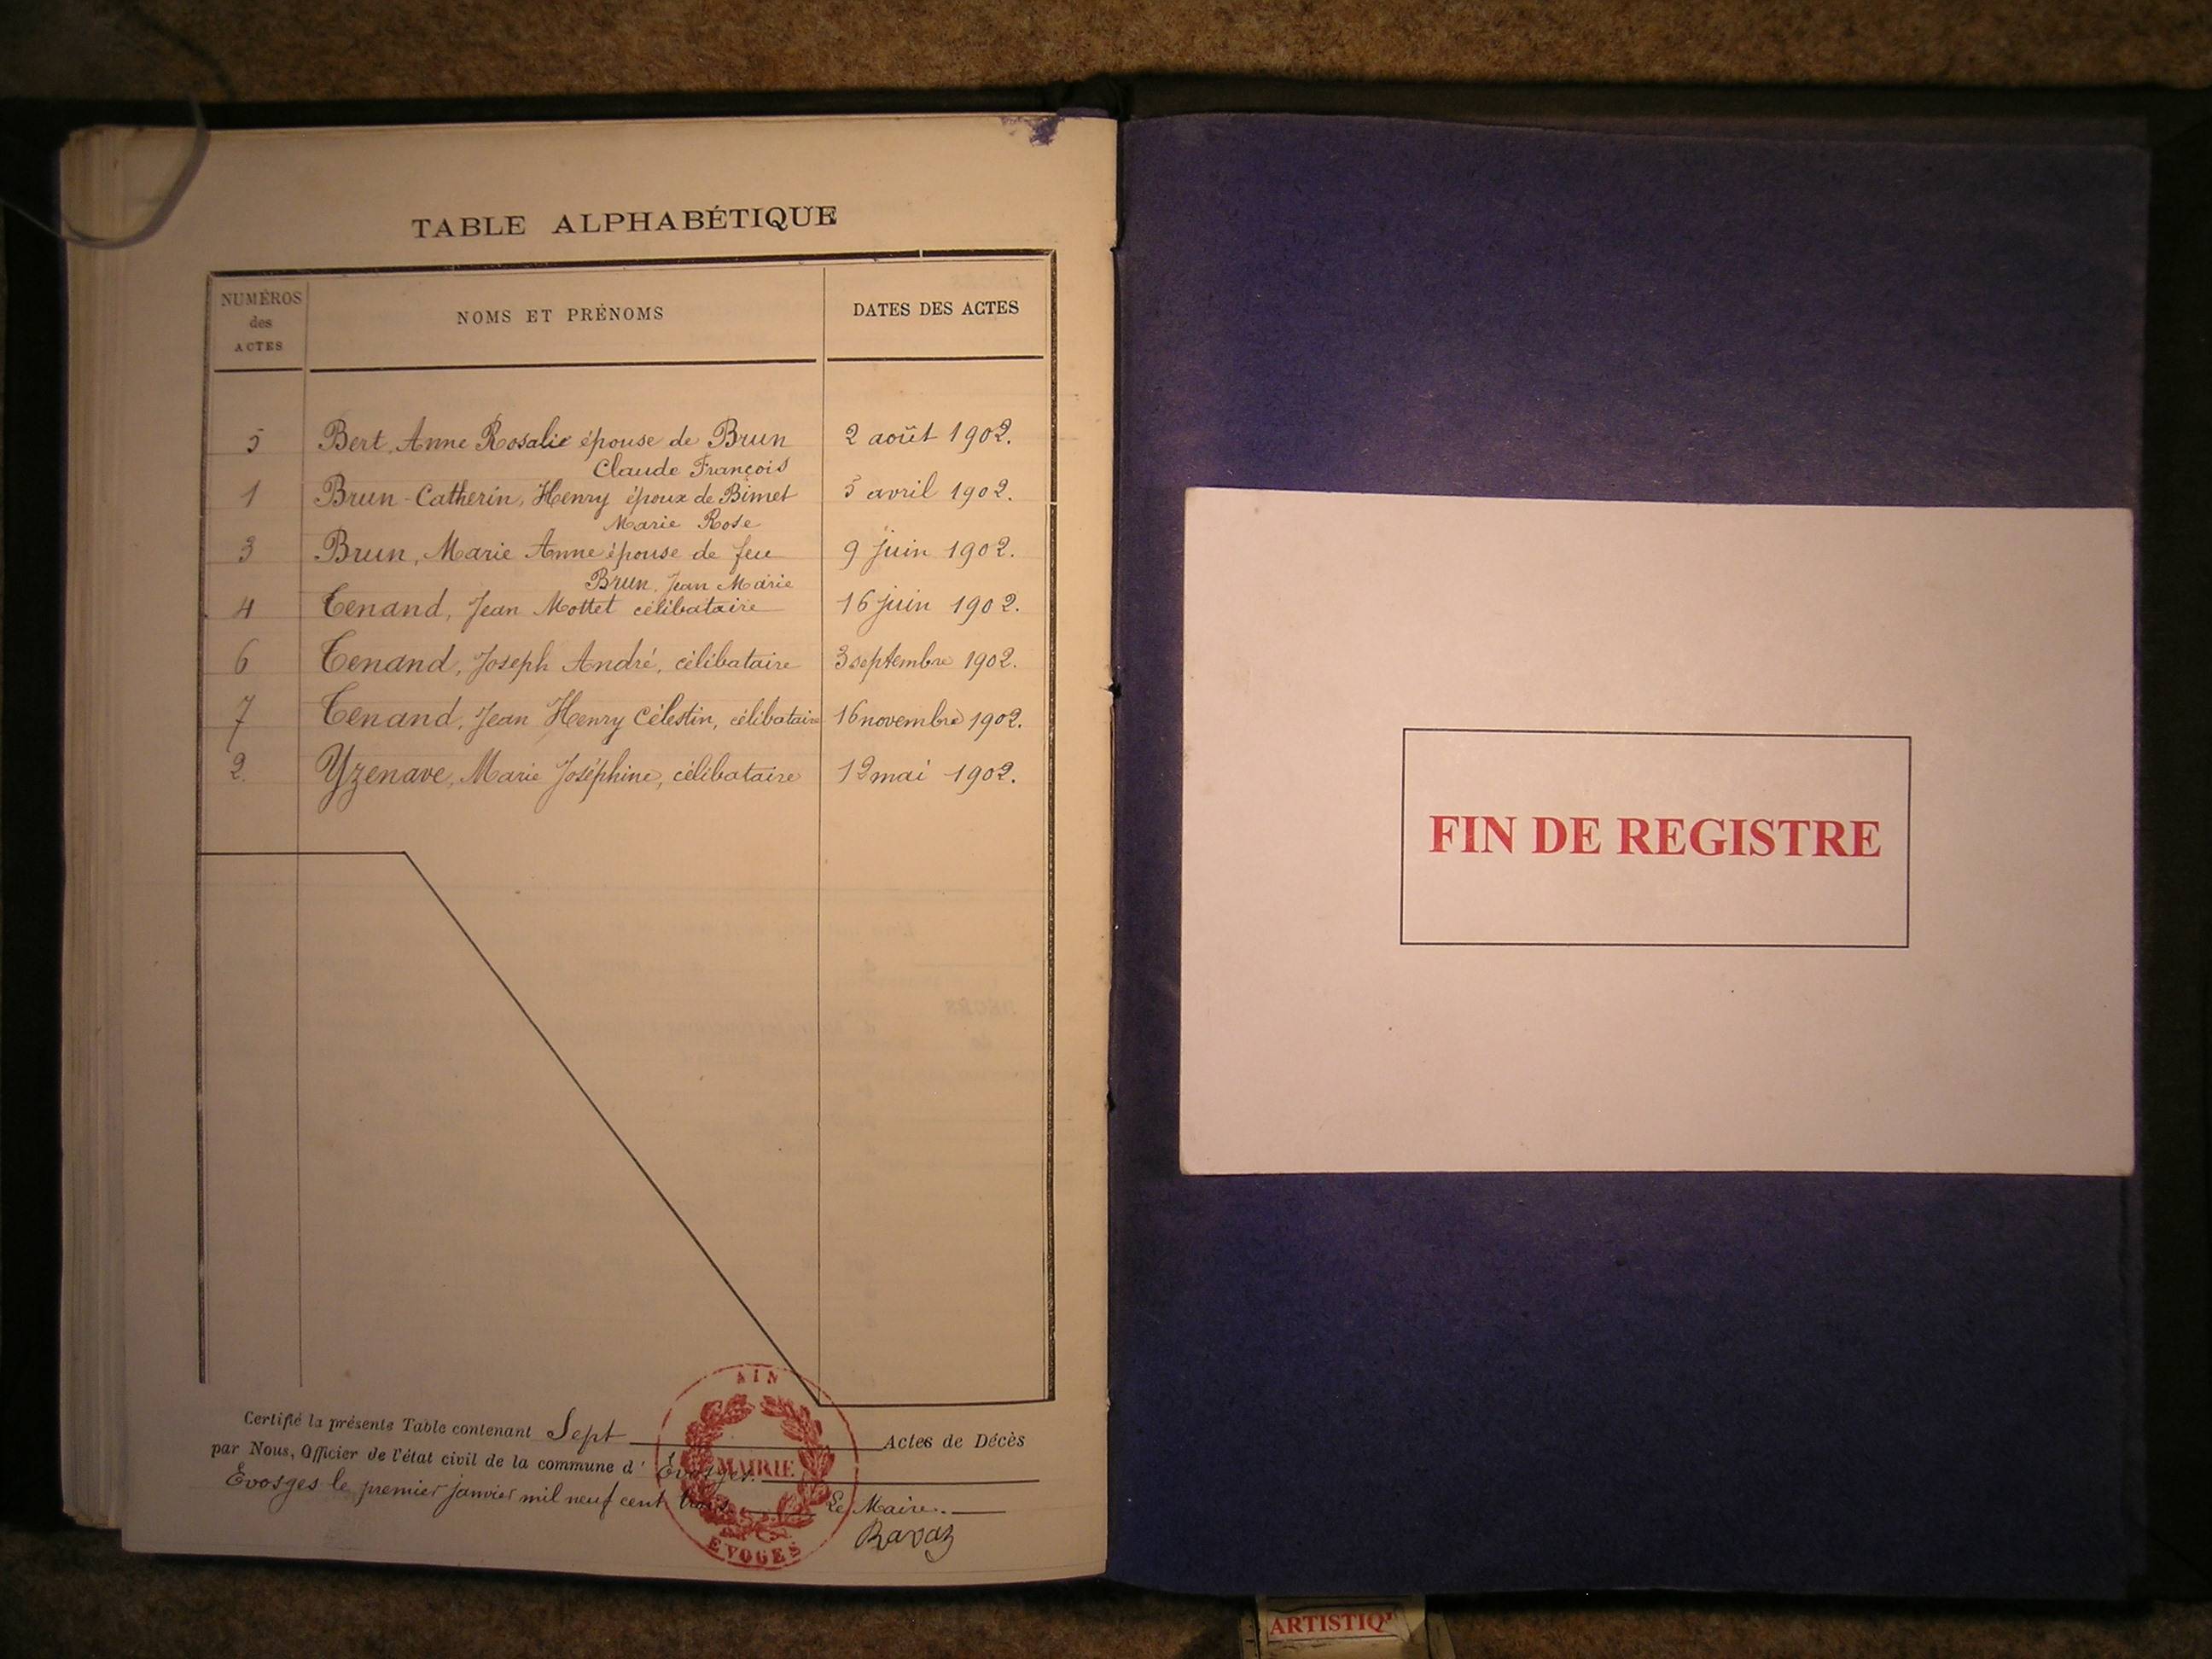 TABLE ALPHABÉTIQUE
NUMÉROS
des
ACTES
NOMS ET PRÉNOMS
DATES DES ACTES
5 Bert, Anne Rosalie épouse de Brun 2 août 1902.
Claude François
1 Brun-Catherin, Henry époux de Bimet 5 avril 1902.
Marie Rose
3 Brun, Marie Anne épouse de feu 9 juin 1902.
Brun, Jean Marie
4 Tenand, Jean Mottet célibataire 16 juin 1902.
6 Tenand, Joseph André, célibataire 3 septembre 1902.
7 Tenand, Jean Henry Célestin, célibataire 16 novembre 1902.
2. Yzenave, Marie Joséphine, célibataire 12 mai 1902.
Certifié la présente Table contenant Sept Actes de Décès
par Nous, Officier de l'état civil de la commune d' Évosges.
Évosges le premier janvier mil neuf cent trois. Le Maire.
Ravaz
AIN
MAIRIE
EVOGES
FIN DE REGISTRE
ARTISTIQ